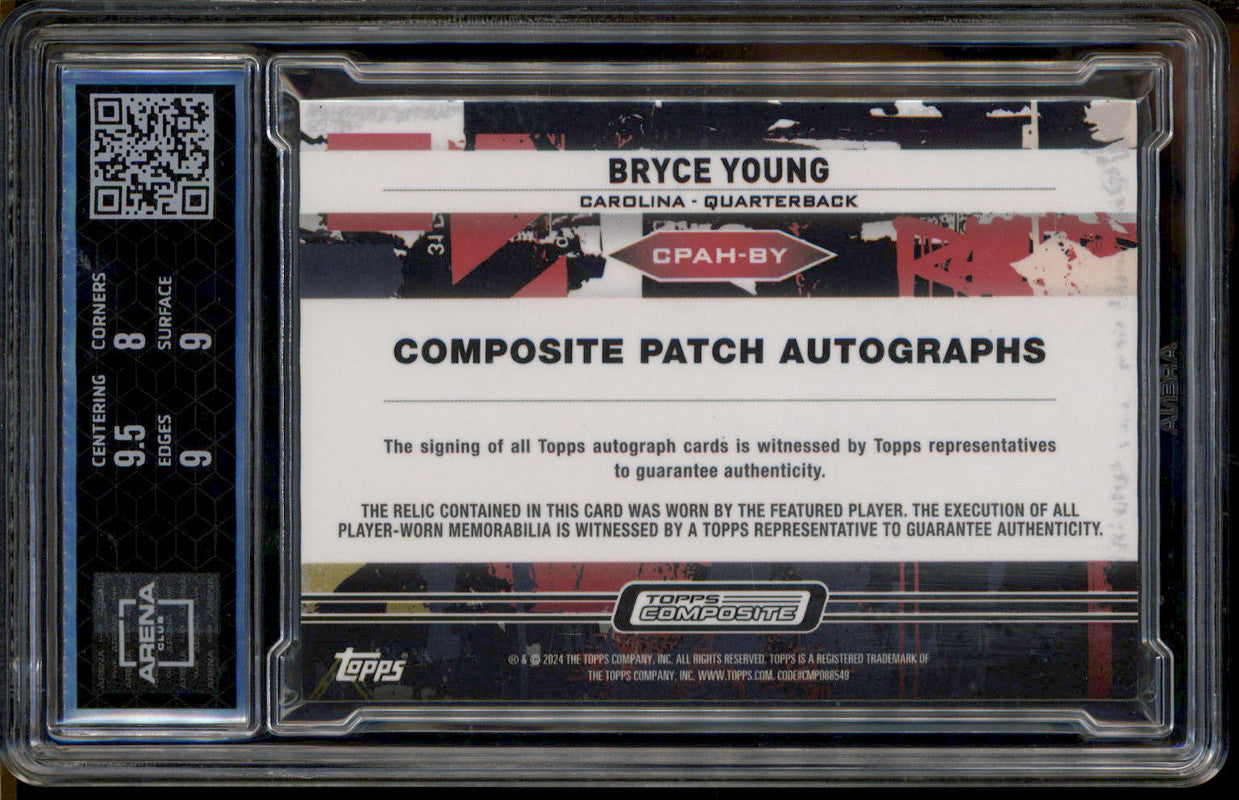 CENTERING 9.5 CORNERS 8
EDGES 9 SURFACE 9
ARENA
CLUB
BRYCE YOUNG
CAROLINA - QUARTERBACK
CPAH-BY
COMPOSITE PATCH AUTOGRAPHS
The signing of all Topps autograph cards is witnessed by Topps representatives
to guarantee authenticity.
THE RELIC CONTAINED IN THIS CARD WAS WORN BY THE FEATURED PLAYER. THE EXECUTION OF ALL
PLAYER-WORN MEMORABILIA IS WITNESSED BY A TOPPS REPRESENTATIVE TO GUARANTEE AUTHENTICITY.
TOPPS
COMPOSITE
topps®
® & © 2024 THE TOPPS COMPANY, INC. ALL RIGHTS RESERVED. TOPPS IS A REGISTERED TRADEMARK OF
THE TOPPS COMPANY, INC. WWW.TOPPS.COM. CODE#CMP088549
ARENA